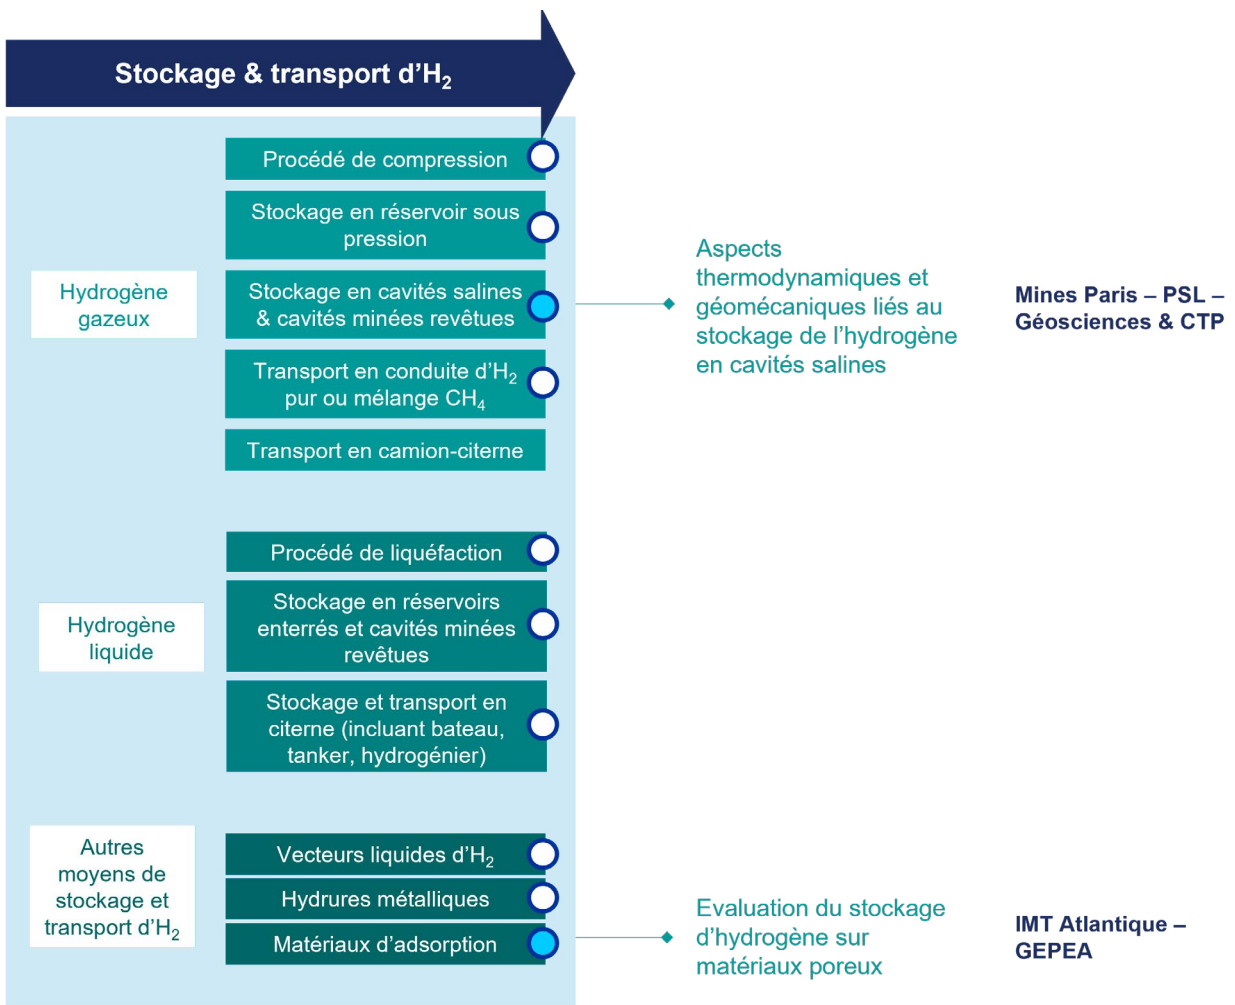 Stockage & transport d’H₂
Hydrogène
gazeux
Procédé de compression
Stockage en réservoir sous
pression
Stockage en cavités salines
& cavités minées revêtues
Transport en conduite d’H₂
pur ou mélange CH₄
Transport en camion-citerne
Aspects
thermodynamiques et
géomécaniques liés au
stockage de l’hydrogène
en cavités salines
Mines Paris – PSL –
Géosciences & CTP
Hydrogène
liquide
Procédé de liquéfaction
Stockage en réservoirs
enterrés et cavités minées
revêtues
Stockage et transport en
citerne (incluant bateau,
tanker, hydrogénier)
Autres
moyens de
stockage et
transport d’H₂
Vecteurs liquides d’H₂
Hydrures métalliques
Matériaux d’adsorption
Evaluation du stockage
d’hydrogène sur
matériaux poreux
IMT Atlantique –
GEPEA